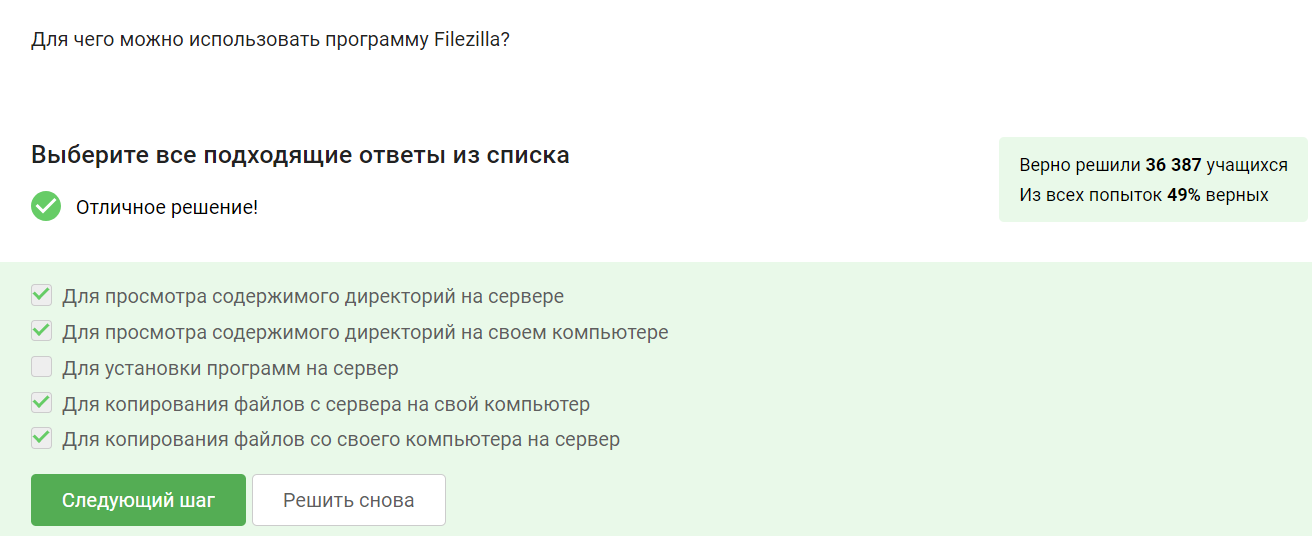 Для чего можно использовать программу Filezilla?
Выберите все подходящие ответы из списка
Верно решили 36 387 учащихся
Из всех попыток 49% верных
Отличное решение!
Для просмотра содержимого директорий на сервере
Для просмотра содержимого директорий на своем компьютере
Для установки программ на сервер
Для копирования файлов с сервера на свой компьютер
Для копирования файлов со своего компьютера на сервер
Следующий шаг
Решить снова